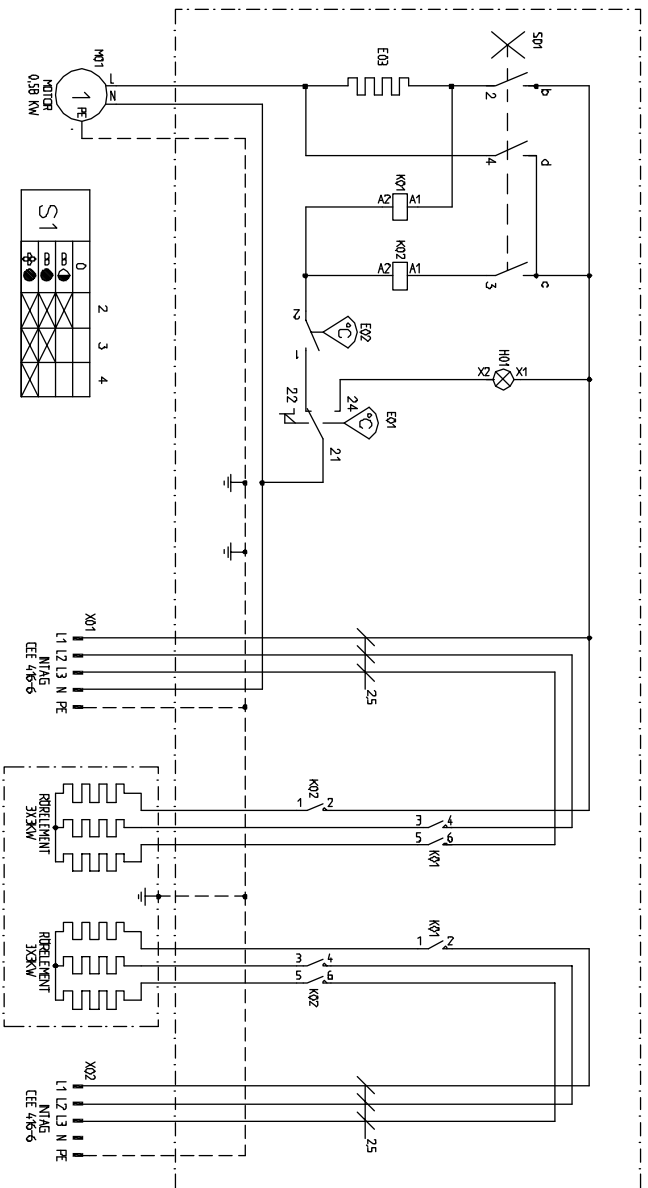 S01
b
2
d
4
c
3
E03
K01
A2 A1
K02
A2 A1
H01
X2 X1
E02
°C
2
1
E01
°C
24
22
21
M01
L
N
1
PE
MOTOR
0,58 KW
S1
0
2 3 4
X01
L1 L2 L3 N PE
INTAG
CEE 416-6
2,5
K02
1 2
3 4
5 6
K01
RÖRELEMENT
3X3KW
K01
1 2
3 4
5 6
K02
RÖRELEMENT
3X3KW
X02
L1 L2 L3 N PE
INTAG
CEE 416-6
2,5